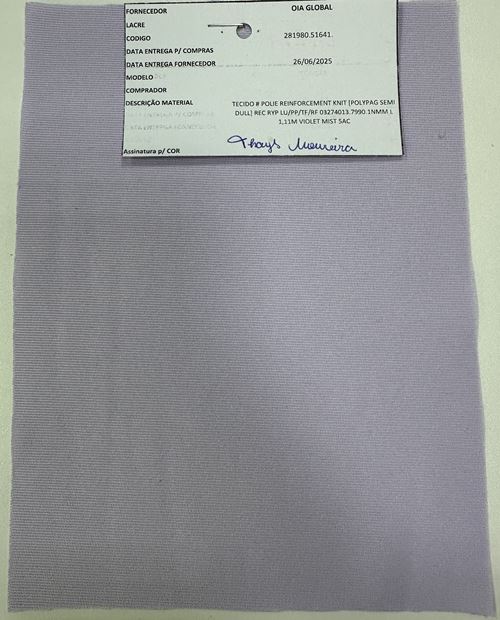 FORNECEDOR OIA GLOBAL
LACRE
CODIGO 281980.51641.
DATA ENTREGA P/ COMPRAS
DATA ENTREGA FORNECEDOR 26/06/2025
MODELO
COMPRADOR
DESCRIÇÃO MATERIAL TECIDO # POLIE REINFORCEMENT KNIT [POLYPAG SEMI
DULL] REC RYP LU/PP/TF/RF 03274013.7990.1NMM L
1,11M VIOLET MIST 5AC
Assinatura p/ COR Thays Moureira